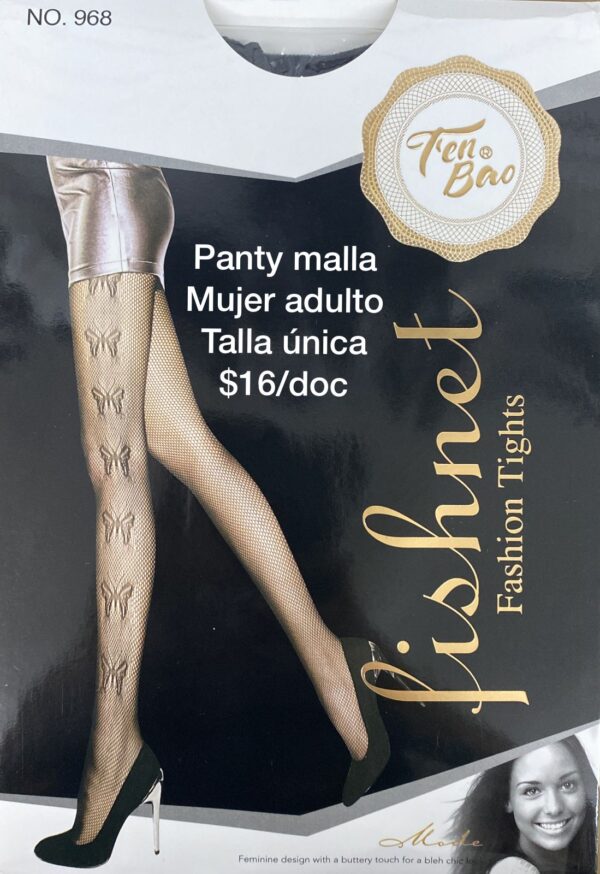 NO. 968
Ten®
Bao
Panty malla
Mujer adulto
Talla única
$16/doc
fishnet
Fashion Tights
Mode
Feminine design with a buttery touch for a bleh chic